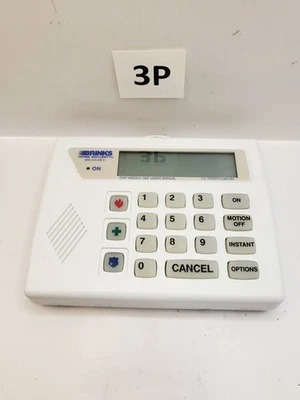 3P
BRINKS
HOME SECURITY
3P
ON
1 2 3 ON
4 5 6 MOTION OFF
7 8 9 INSTANT
0 CANCEL OPTIONS